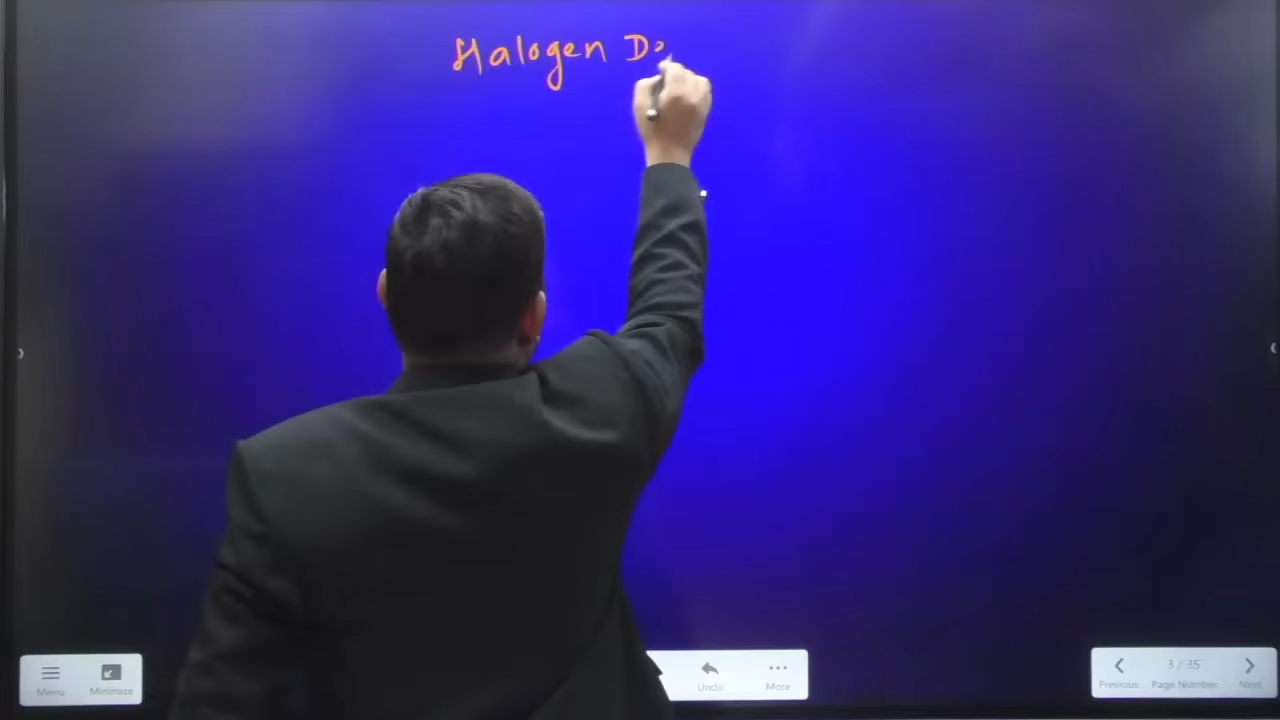 Halogen D
Menu
Minimize
Undo
More
Previous
3 / 35
Page Number
Next